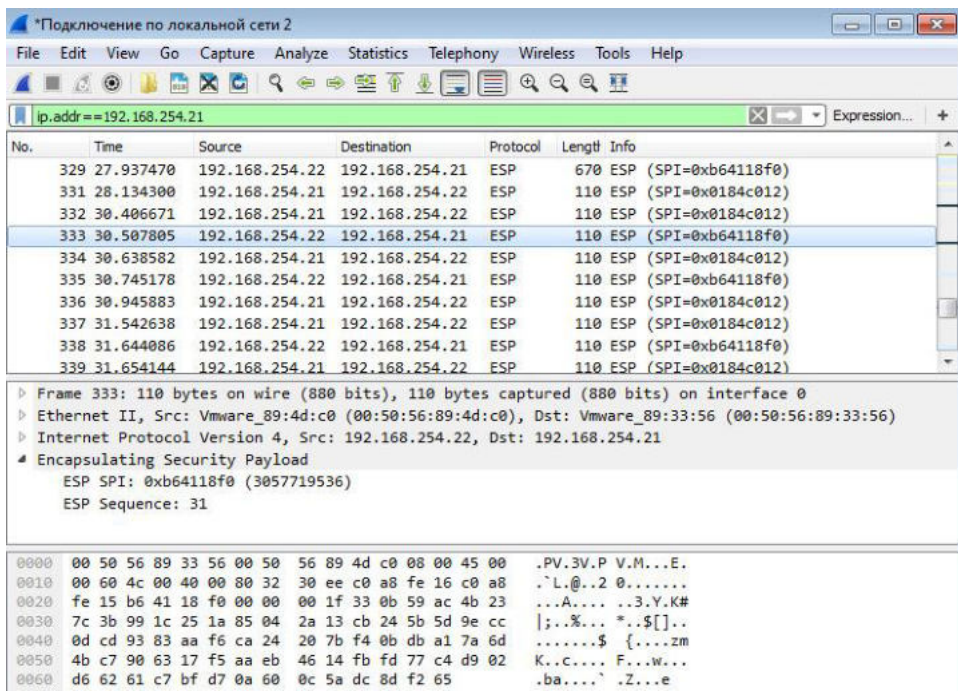 *Подключение по локальной сети 2
File Edit View Go Capture Analyze Statistics Telephony Wireless Tools Help
ip.addr==192.168.254.21 Expression... +
No. Time Source Destination Protocol Length Info
329 27.937470 192.168.254.22 192.168.254.21 ESP 670 ESP (SPI=0xb64118f0)
331 28.134300 192.168.254.21 192.168.254.22 ESP 110 ESP (SPI=0x0184c012)
332 30.406671 192.168.254.21 192.168.254.22 ESP 110 ESP (SPI=0x0184c012)
333 30.507805 192.168.254.22 192.168.254.21 ESP 110 ESP (SPI=0xb64118f0)
334 30.638582 192.168.254.21 192.168.254.22 ESP 110 ESP (SPI=0x0184c012)
335 30.745178 192.168.254.22 192.168.254.21 ESP 110 ESP (SPI=0xb64118f0)
336 30.945883 192.168.254.21 192.168.254.22 ESP 110 ESP (SPI=0x0184c012)
337 31.542638 192.168.254.21 192.168.254.22 ESP 110 ESP (SPI=0x0184c012)
338 31.644086 192.168.254.22 192.168.254.21 ESP 110 ESP (SPI=0xb64118f0)
339 31.654144 192.168.254.21 192.168.254.22 ESP 110 ESP (SPI=0x0184c012)
Frame 333: 110 bytes on wire (880 bits), 110 bytes captured (880 bits) on interface 0
Ethernet II, Src: Vmware_89:4d:c0 (00:50:56:89:4d:c0), Dst: Vmware_89:33:56 (00:50:56:89:33:56)
Internet Protocol Version 4, Src: 192.168.254.22, Dst: 192.168.254.21
Encapsulating Security Payload
ESP SPI: 0xb64118f0 (3057719536)
ESP Sequence: 31
0000 00 50 56 89 33 56 00 50 56 89 4d c0 08 00 45 00 .PV.3V.P V.M...E.
0010 00 60 4c 00 40 00 80 32 30 ee c0 a8 fe 16 c0 a8 .`L.@..2 0.......
0020 fe 15 b6 41 18 f0 00 00 00 1f 33 0b 59 ac 4b 23 ...A.... ..3.Y.K#
0030 7c 3b 99 1c 25 1a 85 04 2a 13 cb 24 5b 5d 9e cc |;..%... *..$[]..
0040 0d cd 93 83 aa f6 ca 24 20 7b f4 0b db a1 7a 6d .......$ {....zm
0050 4b c7 90 63 17 f5 aa eb 46 14 fb fd 77 c4 d9 02 K..c.... F...w...
0060 d6 62 61 c7 bf d7 0a 60 0c 5a dc 8d f2 65 .ba....` .Z...e